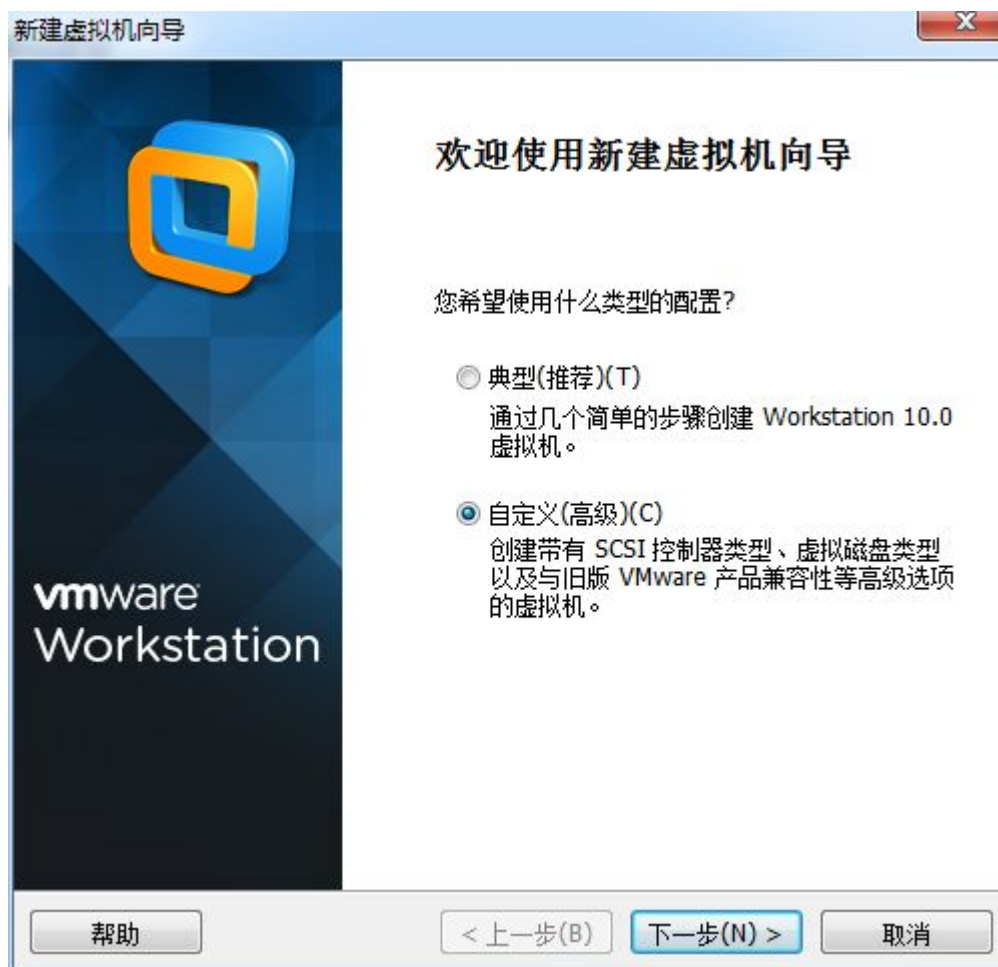 新建虚拟机向导
欢迎使用新建虚拟机向导
您希望使用什么类型的配置?
典型(推荐)(T)
通过几个简单的步骤创建 Workstation 10.0
虚拟机。
自定义(高级)(C)
创建带有 SCSI 控制器类型、虚拟磁盘类型
以及与旧版 VMware 产品兼容性等高级选项
的虚拟机。
vmware
Workstation
帮助
< 上一步(B)
下一步(N) >
取消